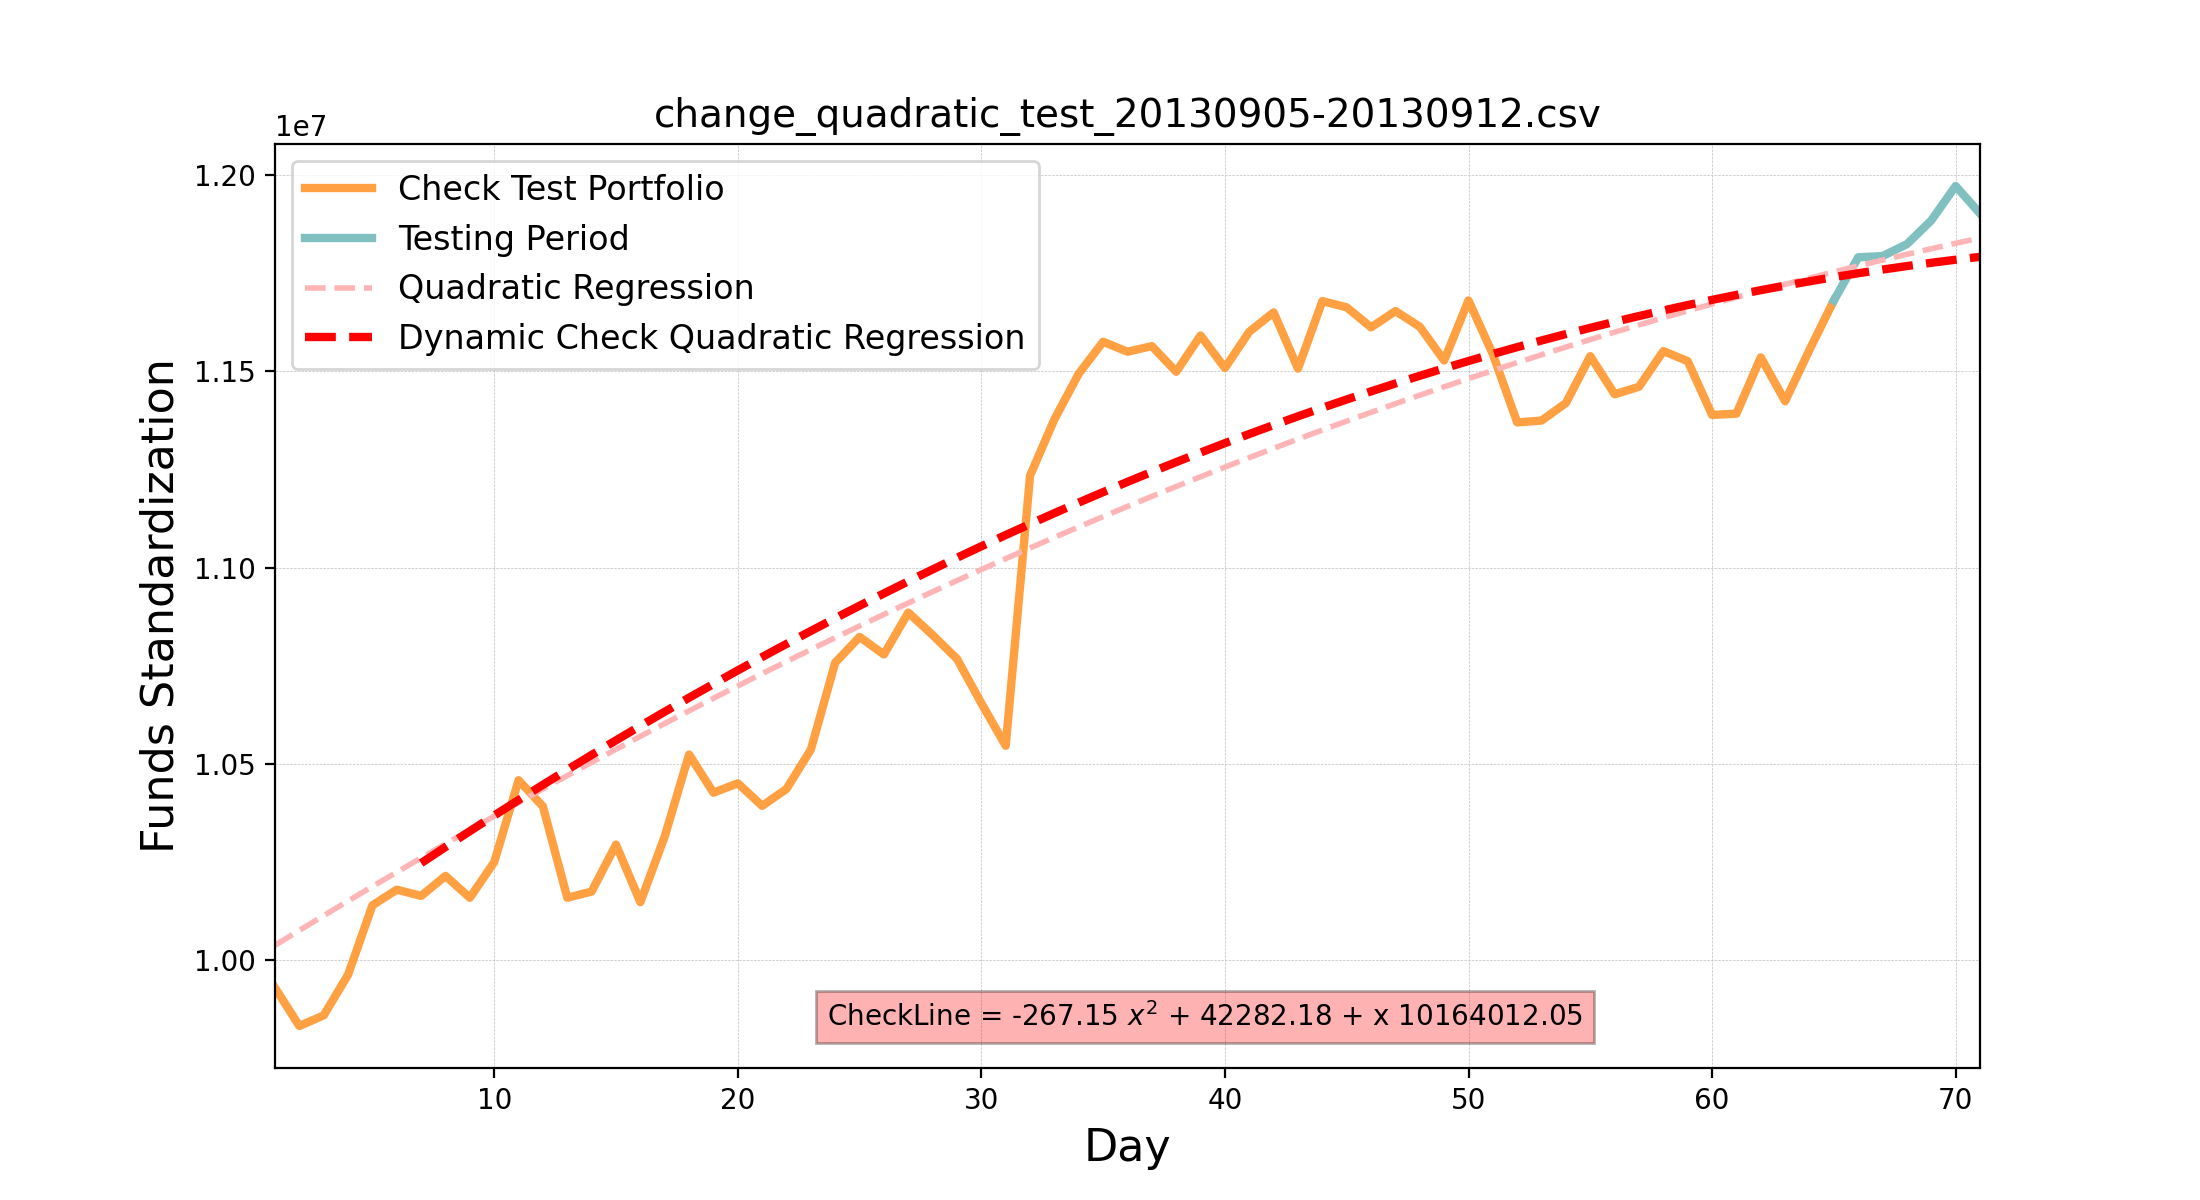 change_quadratic_test_20130905-20130912.csv
1e7
Check Test Portfolio
Testing Period
Quadratic Regression
Dynamic Check Quadratic Regression
1.20
1.15
1.10
1.05
1.00
Funds Standardization
CheckLine = -267.15 x² + 42282.18 + x 10164012.05
10 20 30 40 50 60 70
Day